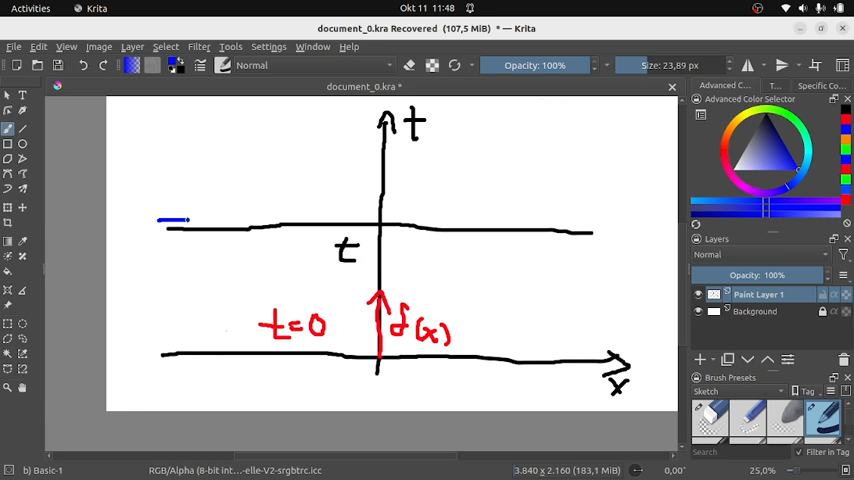 Activities Krita Okt 11 11:48
document_0.kra Recovered (107,5 MiB) * — Krita
File Edit View Image Layer Select Filter Tools Settings Window Help
Normal Opacity: 100% Size: 23,89 px
document_0.kra *
Advanced C... T... Specific Co...
Advanced Color Selector
t
t
t=0 δ(x)
x
Layers
Normal
Opacity: 100%
Paint Layer 1
Background
Brush Presets
Sketch Tag
Search Filter in Tag
b) Basic-1 RGB/Alpha (8-bit int...-elle-V2-srgbtrc.icc 3.840 x 2.160 (183,1 MiB) 0,00° 25,0%